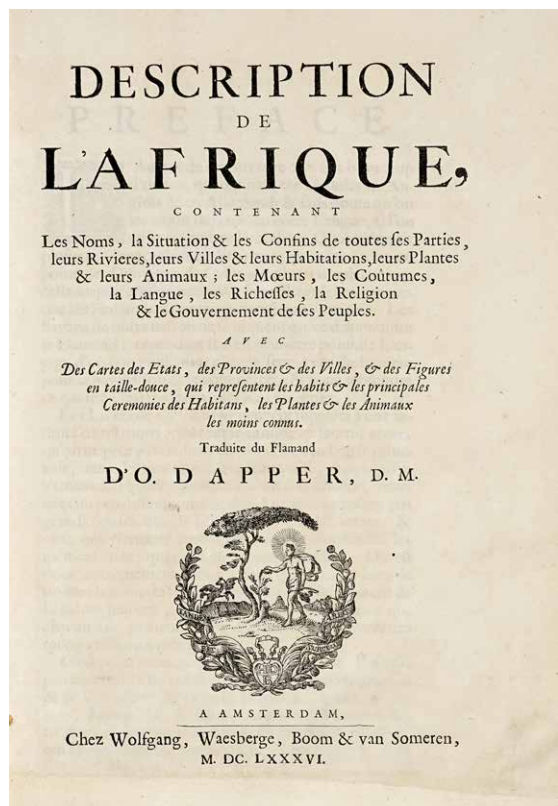 DESCRIPTION
DE
L'AFRIQUE,
CONTENANT
Les Noms, la Situation & les Confins de toutes ſes Parties,
leurs Rivieres, leurs Villes & leurs Habitations, leurs Plantes
& leurs Animaux ; les Mœurs, les Coûtumes,
la Langue, les Richeſſes, la Religion
& le Gouvernement de ſes Peuples.
AVEC
Des Cartes des Etats, des Provinces & des Villes, & des Figures
en taille-douce, qui repreſentent les habits & les principales
Ceremonies des Habitans, les Plantes & les Animaux
les moins connus.
Traduite du Flamand
D'O. DAPPER, D. M.
A AMSTERDAM,
Chez Wolfgang, Waesberge, Boom & van Someren,
M. DC. LXXXVI.